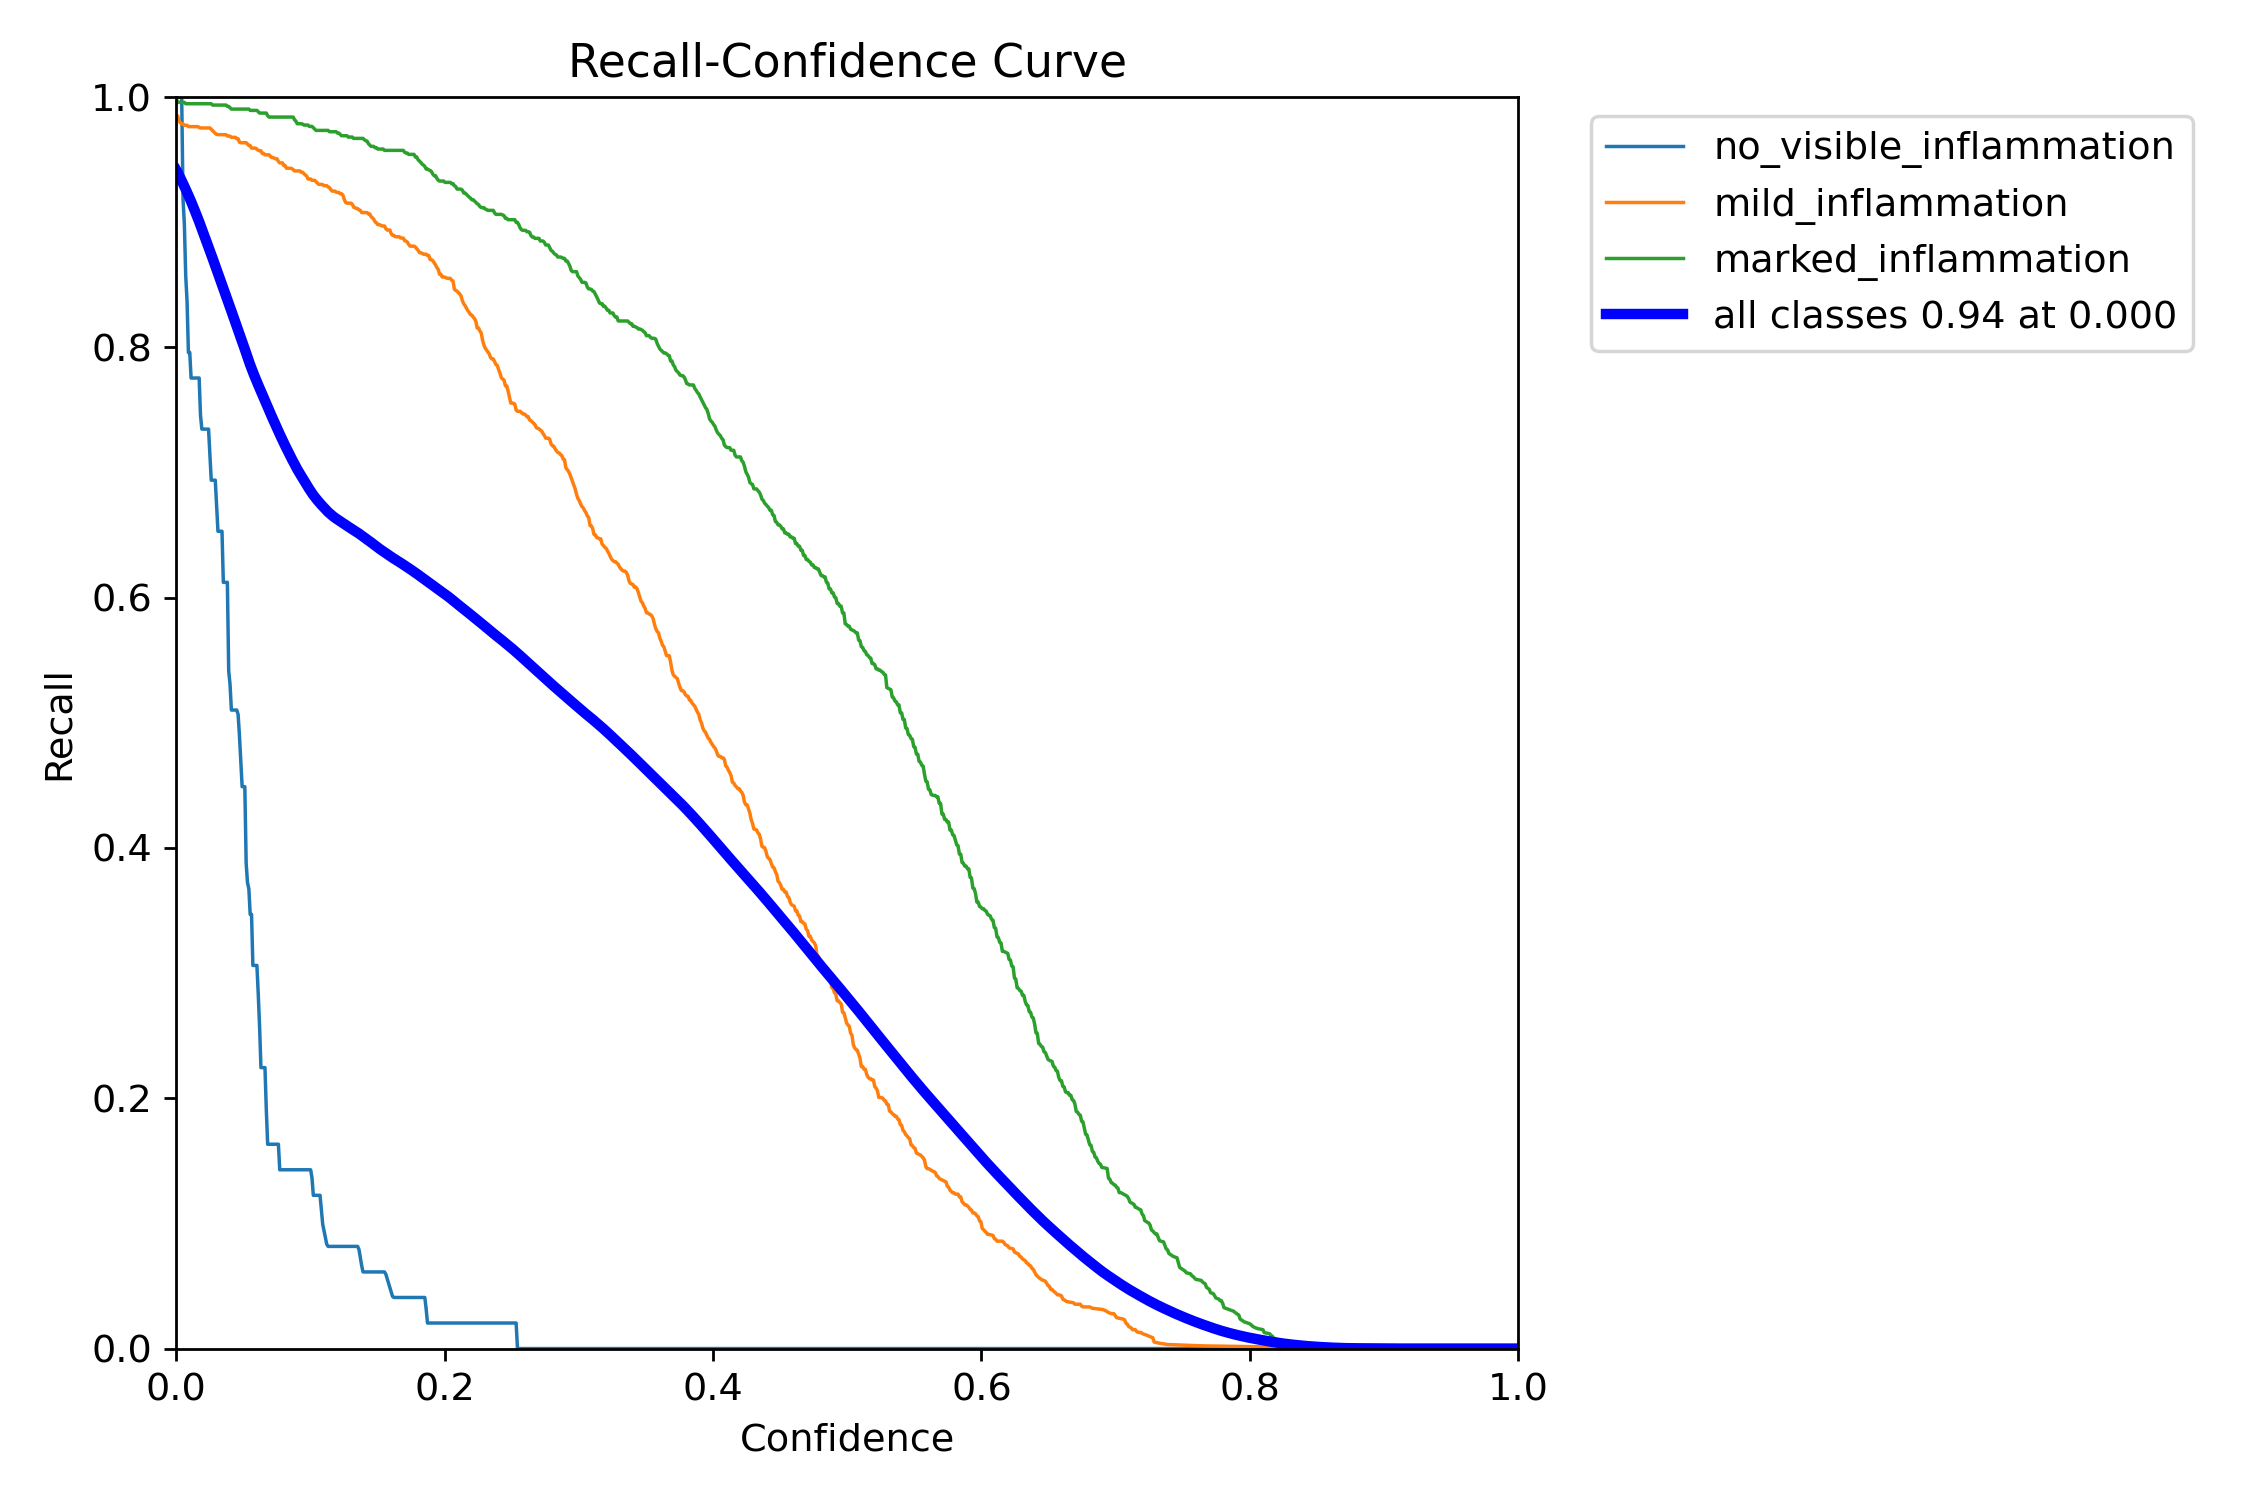 Recall-Confidence Curve
1.0
0.8
0.6
0.4
0.2
0.0
Recall
0.0 0.2 0.4 0.6 0.8 1.0
Confidence
no_visible_inflammation
mild_inflammation
marked_inflammation
all classes 0.94 at 0.000